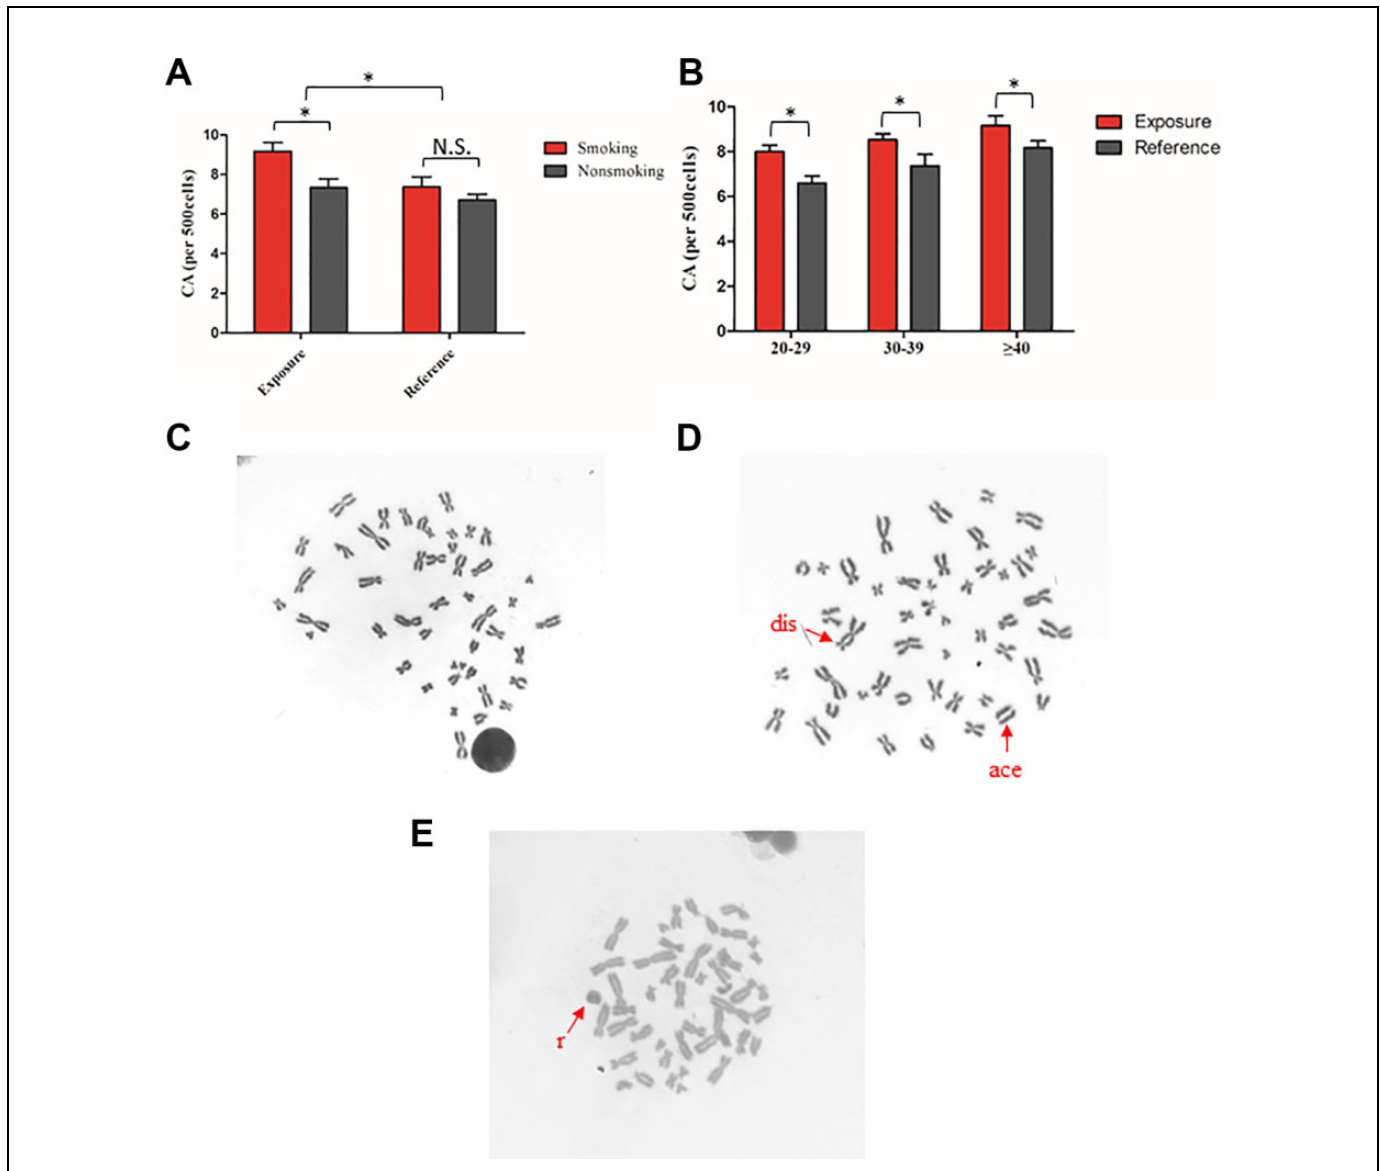 A
*
*
N.S.
10
8
6
4
2
0
CA (per 500cells)
Exposure
Reference
Smoking
Nonsmoking
B
*
*
*
10
8
6
4
2
0
CA (per 500cells)
20-29
30-39
≥40
Exposure
Reference
C
D
dis
ace
E
r